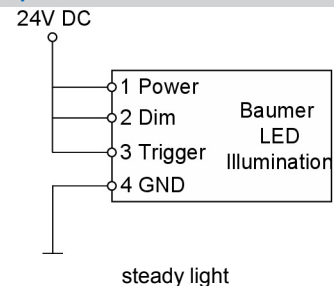 24V DC
1 Power
2 Dim
3 Trigger
4 GND
Baumer
LED
Illumination
steady light